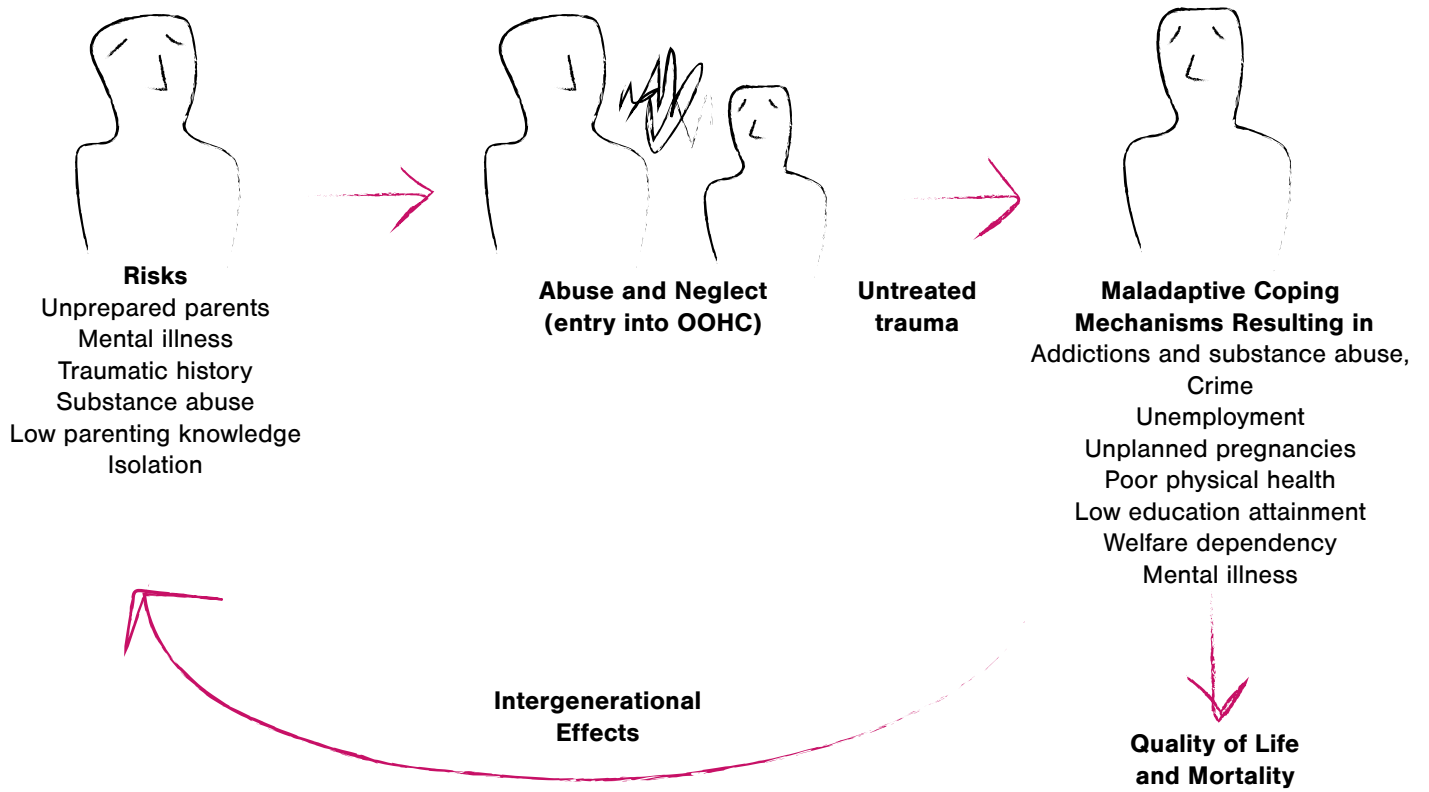 Risks
Unprepared parents
Mental illness
Traumatic history
Substance abuse
Low parenting knowledge
Isolation
Abuse and Neglect
(entry into OOHC)
Untreated
trauma
Maladaptive Coping
Mechanisms Resulting in
Addictions and substance abuse,
Crime
Unemployment
Unplanned pregnancies
Poor physical health
Low education attainment
Welfare dependency
Mental illness
Intergenerational
Effects
Quality of Life
and Mortality